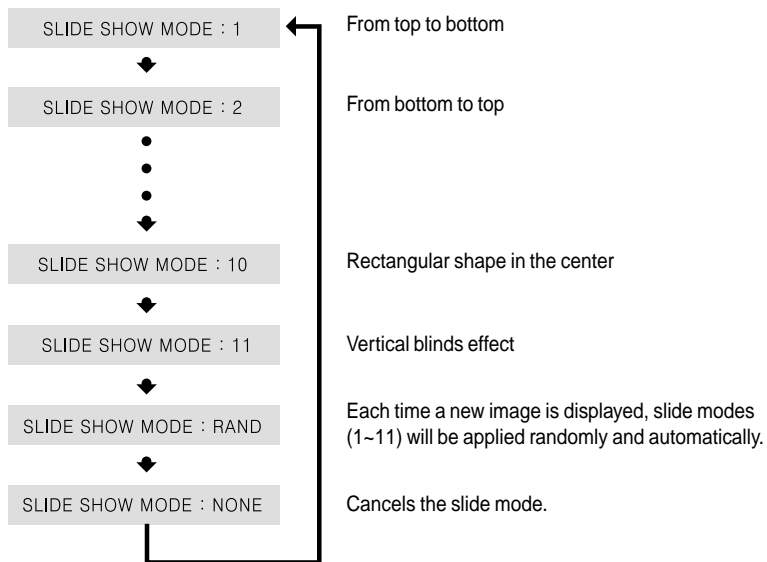 SLIDE SHOW MODE : 1
From top to bottom
SLIDE SHOW MODE : 2
From bottom to top
SLIDE SHOW MODE : 10
Rectangular shape in the center
SLIDE SHOW MODE : 11
Vertical blinds effect
SLIDE SHOW MODE : RAND
Each time a new image is displayed, slide modes
(1~11) will be applied randomly and automatically.
SLIDE SHOW MODE : NONE
Cancels the slide mode.